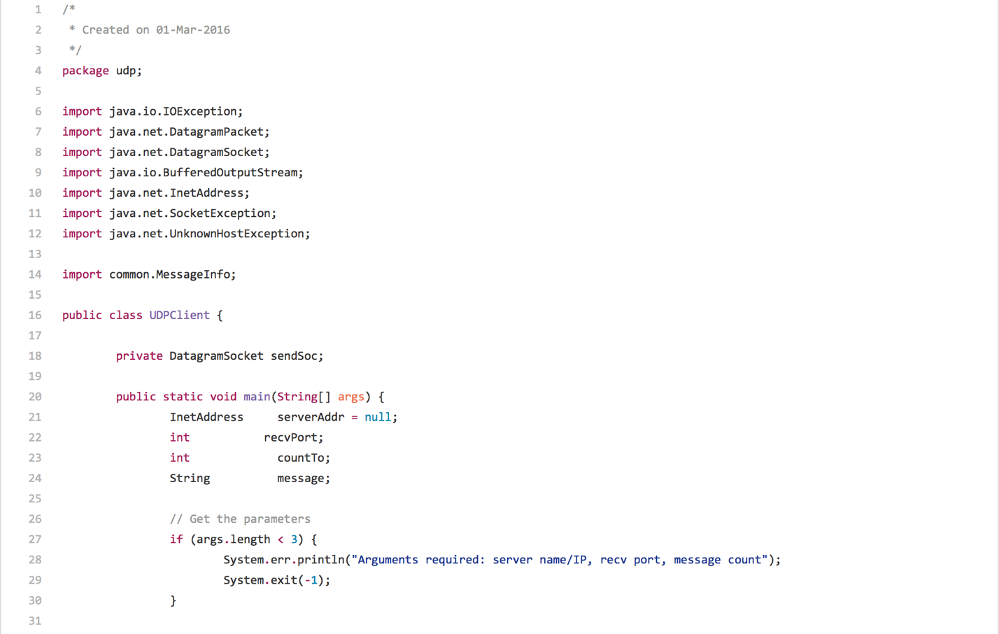 1 /*
2  * Created on 01-Mar-2016
3  */
4 package udp;
5
6 import java.io.IOException;
7 import java.net.DatagramPacket;
8 import java.net.DatagramSocket;
9 import java.io.BufferedOutputStream;
10 import java.net.InetAddress;
11 import java.net.SocketException;
12 import java.net.UnknownHostException;
13
14 import common.MessageInfo;
15
16 public class UDPClient {
17
18         private DatagramSocket sendSoc;
19
20         public static void main(String[] args) {
21                 InetAddress     serverAddr = null;
22                 int           recvPort;
23                 int             countTo;
24                 String          message;
25
26                 // Get the parameters
27                 if (args.length < 3) {
28                         System.err.println("Arguments required: server name/IP, recv port, message count");
29                         System.exit(-1);
30                 }
31